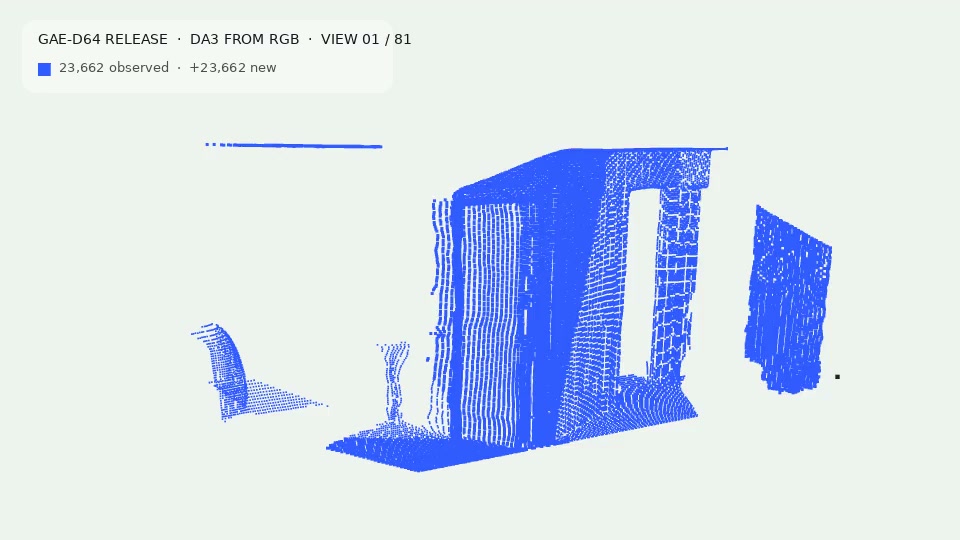 GAE-D64 RELEASE · DA3 FROM RGB · VIEW 01 / 81
23,662 observed · +23,662 new